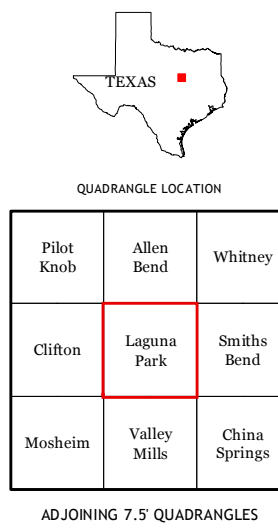 TEXAS
QUADRANGLE LOCATION
Pilot
Knob
Allen
Bend
Whitney
Clifton
Laguna
Park
Smiths
Bend
Mosheim
Valley
Mills
China
Springs
ADJOINING 7.5' QUADRANGLES